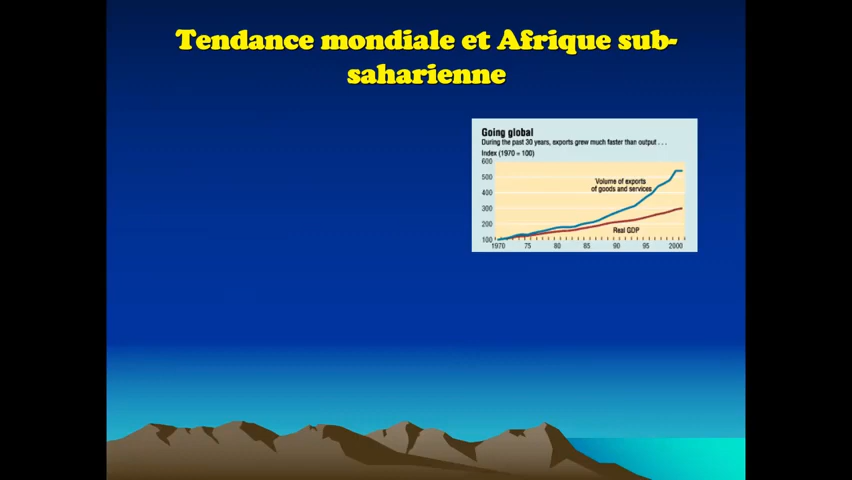 Tendance mondiale et Afrique sub-
saharienne
Going global
During the past 30 years, exports grew much faster than output . . .
Index (1970 = 100)
600
500
400
300
200
100
Volume of exports
of goods and services
Real GDP
1970 75 80 85 90 95 2000